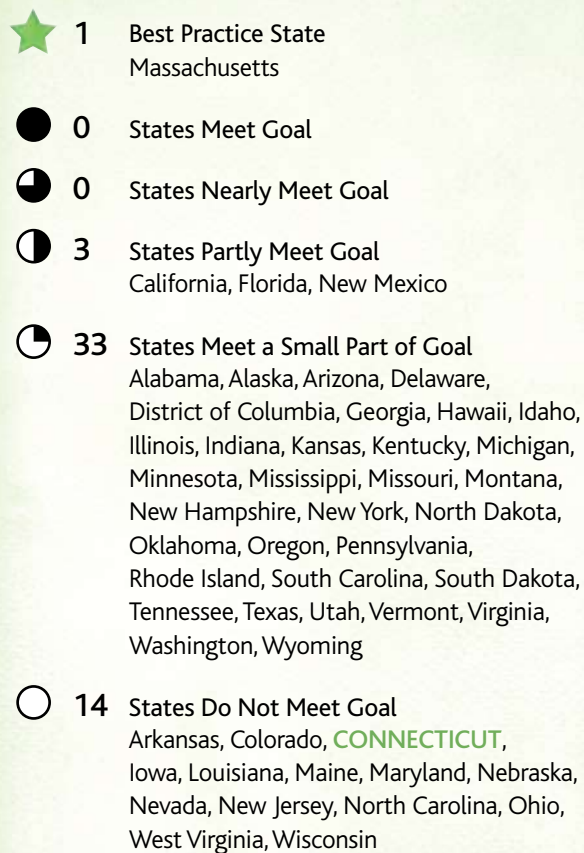 1 Best Practice State
Massachusetts
0 States Meet Goal
0 States Nearly Meet Goal
3 States Partly Meet Goal
California, Florida, New Mexico
33 States Meet a Small Part of Goal
Alabama, Alaska, Arizona, Delaware,
District of Columbia, Georgia, Hawaii, Idaho,
Illinois, Indiana, Kansas, Kentucky, Michigan,
Minnesota, Mississippi, Missouri, Montana,
New Hampshire, New York, North Dakota,
Oklahoma, Oregon, Pennsylvania,
Rhode Island, South Carolina, South Dakota,
Tennessee, Texas, Utah, Vermont, Virginia,
Washington, Wyoming
14 States Do Not Meet Goal
Arkansas, Colorado, CONNECTICUT,
Iowa, Louisiana, Maine, Maryland, Nebraska,
Nevada, New Jersey, North Carolina, Ohio,
West Virginia, Wisconsin